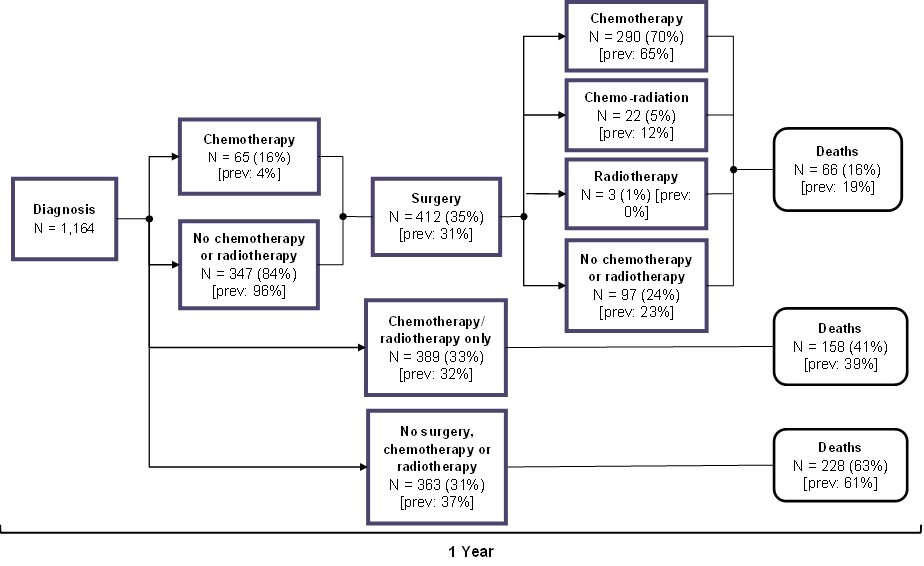 Diagnosis
N = 1,164
Chemotherapy
N = 65 (16%)
[prev: 4%]
No chemotherapy
or radiotherapy
N = 347 (84%)
[prev: 96%]
Surgery
N = 412 (35%)
[prev: 31%]
Chemotherapy
N = 290 (70%)
[prev: 65%]
Chemo-radiation
N = 22 (5%)
[prev: 12%]
Radiotherapy
N = 3 (1%) [prev:
0%]
No chemotherapy
or radiotherapy
N = 97 (24%)
[prev: 23%]
Deaths
N = 66 (16%)
[prev: 19%]
Chemotherapy/
radiotherapy only
N = 389 (33%)
[prev: 32%]
Deaths
N = 158 (41%)
[prev: 39%]
No surgery,
chemotherapy or
radiotherapy
N = 363 (31%)
[prev: 37%]
Deaths
N = 228 (63%)
[prev: 61%]
1 Year